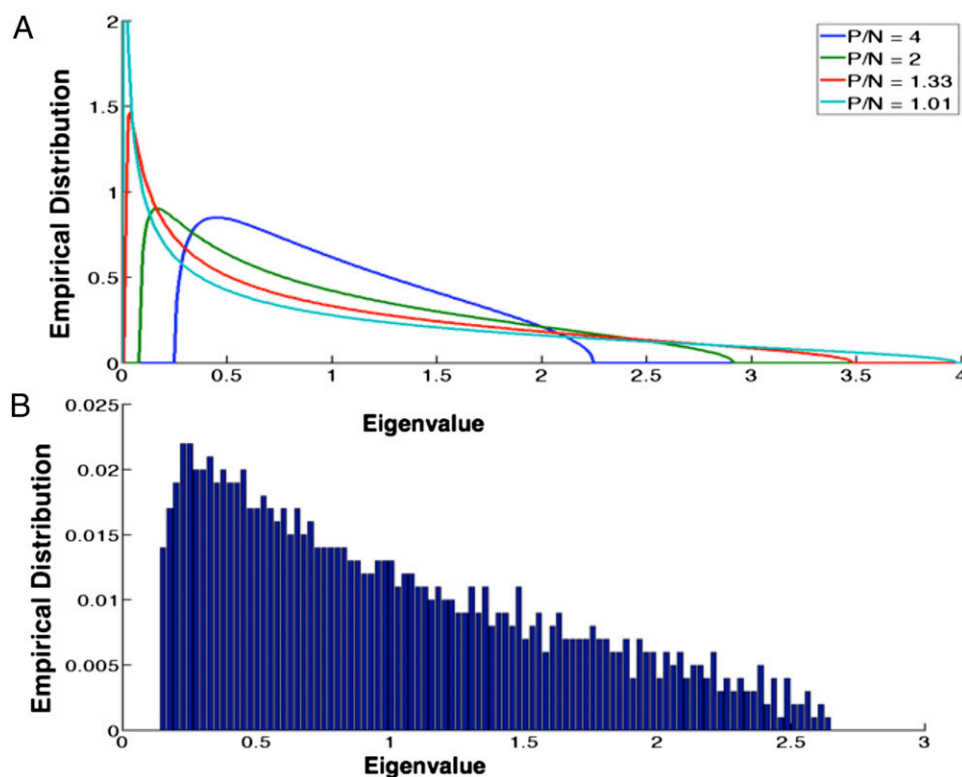 A
Empirical Distribution
2
1.5
1
0.5
0
P/N = 4
P/N = 2
P/N = 1.33
P/N = 1.01
0 0.5 1 1.5 2 2.5 3 3.5 4
Eigenvalue
B
Empirical Distribution
0.025
0.02
0.015
0.01
0.005
0
0 0.5 1 1.5 2 2.5 3
Eigenvalue